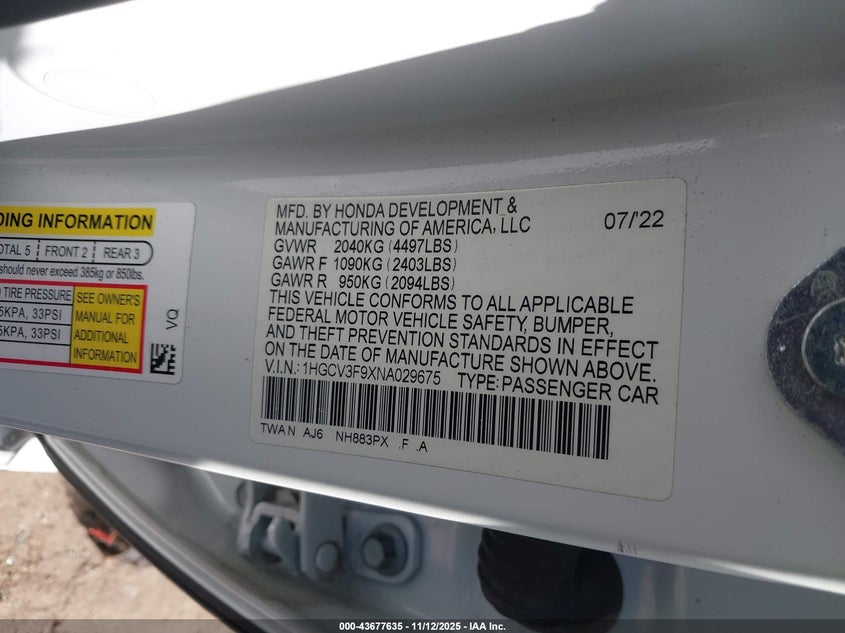 DING INFORMATION
OTAL 5 FRONT 2 REAR 3
should never exceed 385kg or 850lbs.
TIRE PRESSURE
5KPA, 33PSI
5KPA, 33PSI
SEE OWNER'S
MANUAL FOR
ADDITIONAL
INFORMATION
VQ
MFD. BY HONDA DEVELOPMENT &
MANUFACTURING OF AMERICA, LLC 07/'22
GVWR 2040KG (4497LBS)
GAWR F 1090KG (2403LBS)
GAWR R 950KG (2094LBS)
THIS VEHICLE CONFORMS TO ALL APPLICABLE
FEDERAL MOTOR VEHICLE SAFETY, BUMPER,
AND THEFT PREVENTION STANDARDS IN EFFECT
ON THE DATE OF MANUFACTURE SHOWN ABOVE.
V.I.N.: 1HGCV3F9XNA029675 TYPE: PASSENGER CAR
TWA N AJ6 NH883PX .F .A
000-43677635 - 11/12/2025 - IAA Inc.